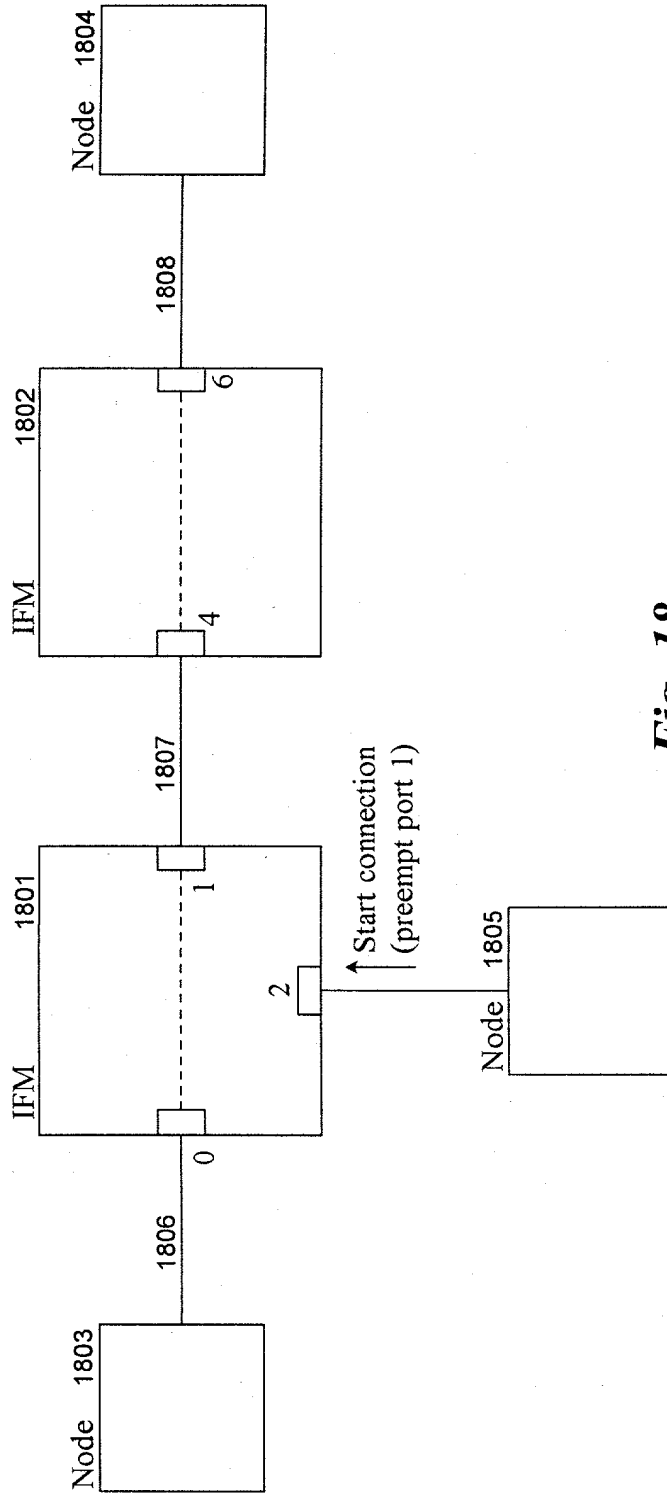 Node 1803
1806
IFM 1801
0
1
2
Start connection
(preempt port 1)
Node 1805
1807
IFM 1802
4
6
1808
Node 1804
Fig. 18